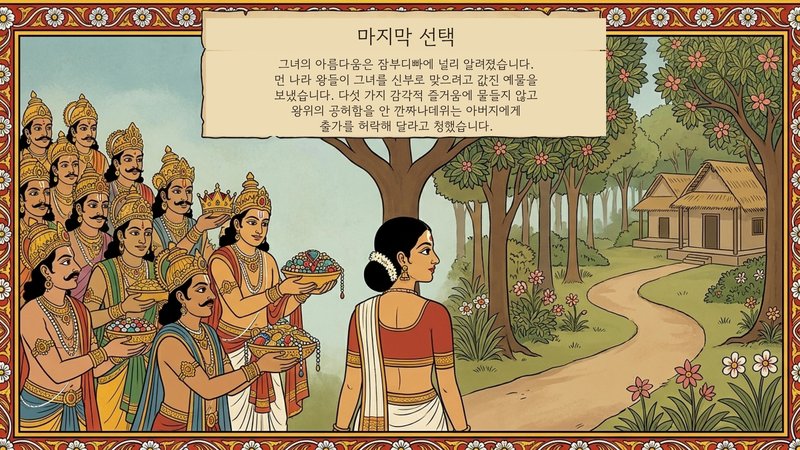 마지막 선택
그녀의 아름다움은 잠부디빠에 널리 알려졌습니다.
먼 나라 왕들이 그녀를 신부로 맞으려고 값진 예물을
보냈습니다. 다섯 가지 감각적 즐거움에 물들지 않고
왕위의 공허함을 안 깐짜나데위는 아버지에게
출가를 허락해 달라고 청했습니다.